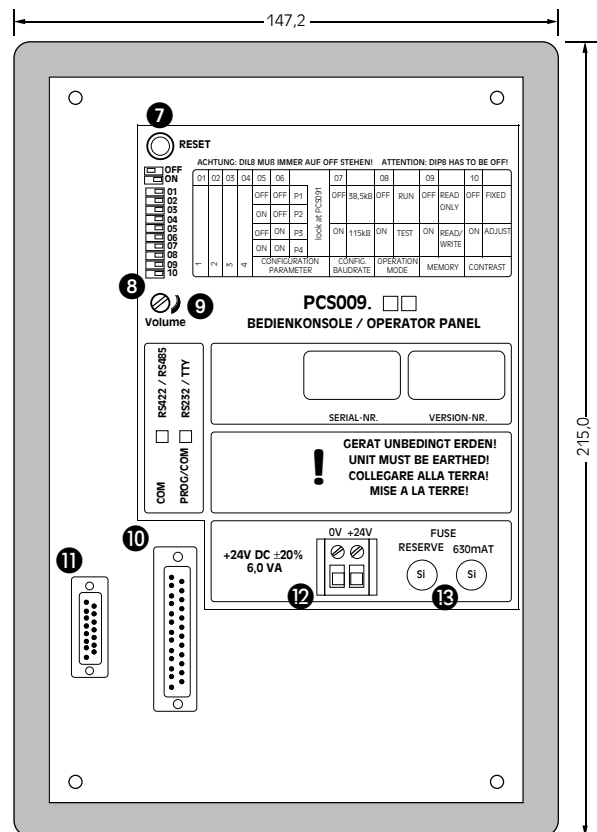 147,2
215,0
7
RESET
ACHTUNG: DIL8 MUß IMMER AUF OFF STEHEN! ATTENTION: DIP8 HAS TO BE OFF!
OFF
ON
01
02
03
04
05
06
07
08
09
10
01 02 03 04 05 06 07 08 09 10
OFF OFF P1 OFF 38,5kB OFF RUN OFF READ ONLY OFF FIXED
ON OFF P2
OFF ON P3 ON 115kB ON TEST ON READ/WRITE ON ADJUST
ON ON P4
look at PCS091
1 2 3 4 CONFIGURATION PARAMETER CONFIG. BAUDRATE OPERATION MODE MEMORY CONTRAST
8
9
Volume
PCS009.
BEDIENKONSOLE / OPERATOR PANEL
COM RS422 / RS485
PROG/COM RS232 / TTY
SERIAL-NR. VERSION-NR.
! GERAT UNBEDINGT ERDEN!
UNIT MUST BE EARTHED!
COLLEGARE ALLA TERRA!
MISE A LA TERRE!
10
11
+24V DC ±20%
6,0 VA
0V +24V
12
FUSE
RESERVE 630mAT
Si Si
13